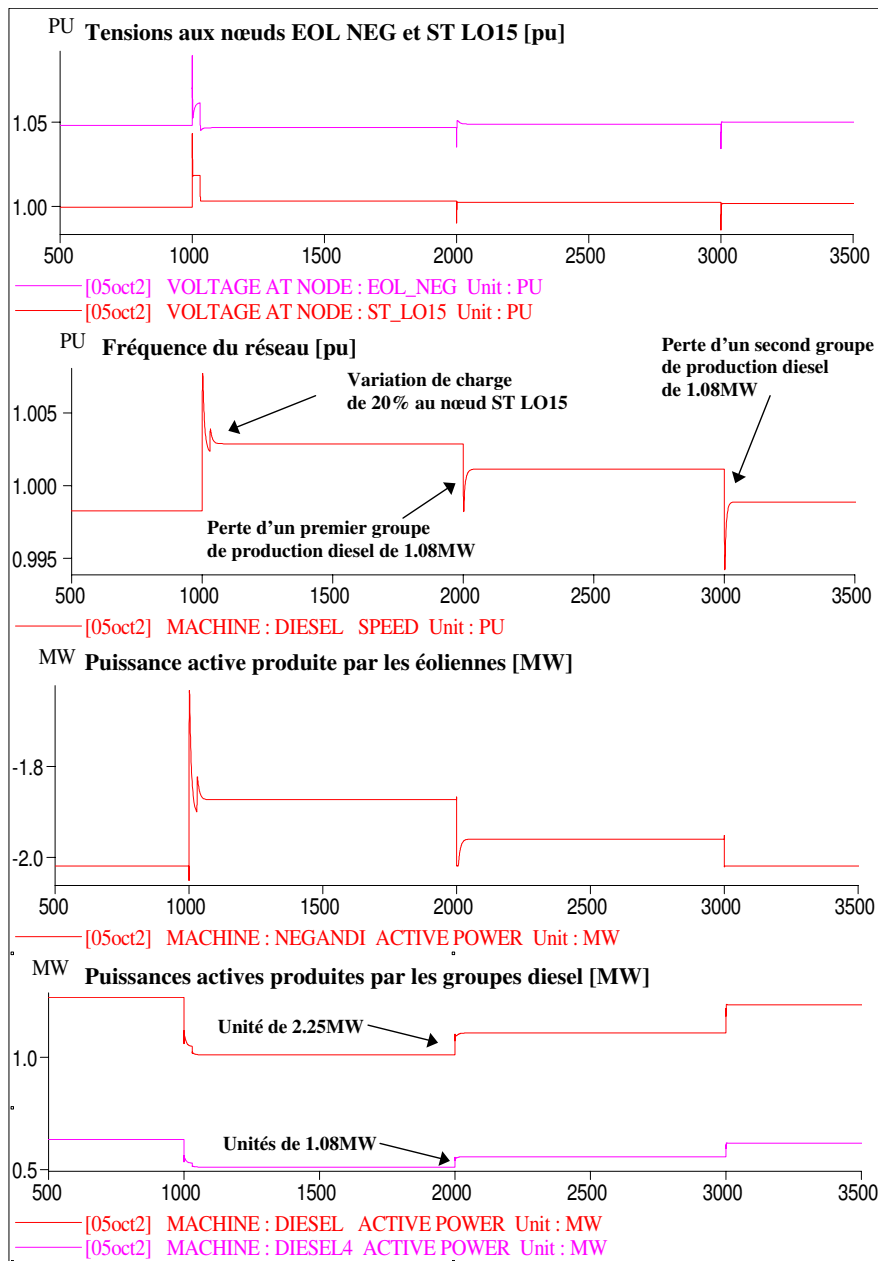 PU Tensions aux nœuds EOL NEG et ST LO15 [pu]
1.05
1.00
500 1000 1500 2000 2500 3000 3500
[05oct2] VOLTAGE AT NODE : EOL_NEG Unit : PU
[05oct2] VOLTAGE AT NODE : ST_LO15 Unit : PU
PU Fréquence du réseau [pu]
Perte d'un second groupe
de production diesel
de 1.08MW
Variation de charge
de 20% au nœud ST LO15
1.005
1.000
Perte d'un premier groupe
de production diesel de 1.08MW
0.995
500 1000 1500 2000 2500 3000 3500
[05oct2] MACHINE : DIESEL SPEED Unit : PU
MW Puissance active produite par les éoliennes [MW]
-1.8
-2.0
500 1000 1500 2000 2500 3000 3500
[05oct2] MACHINE : NEGANDI ACTIVE POWER Unit : MW
MW Puissances actives produites par les groupes diesel [MW]
Unité de 2.25MW
1.0
Unités de 1.08MW
0.5
500 1000 1500 2000 2500 3000 3500
[05oct2] MACHINE : DIESEL ACTIVE POWER Unit : MW
[05oct2] MACHINE : DIESEL4 ACTIVE POWER Unit : MW